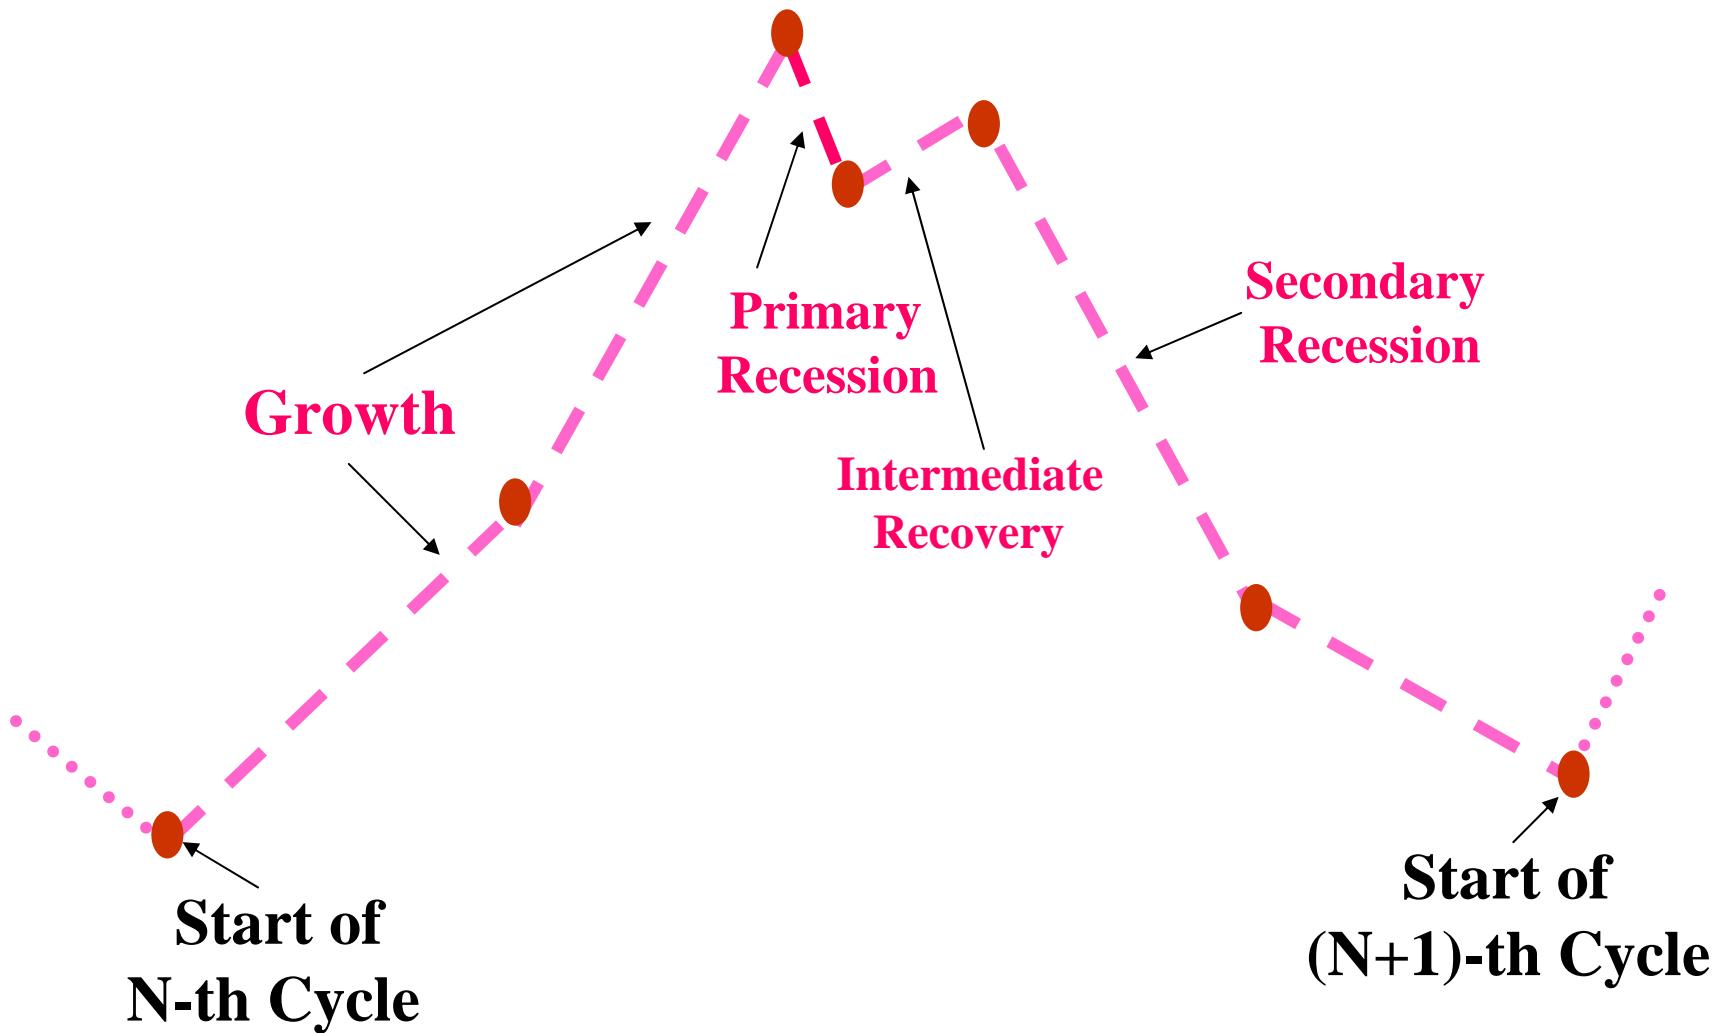 Growth
Primary
Recession
Intermediate
Recovery
Secondary
Recession
Start of
N-th Cycle
Start of
(N+1)-th Cycle